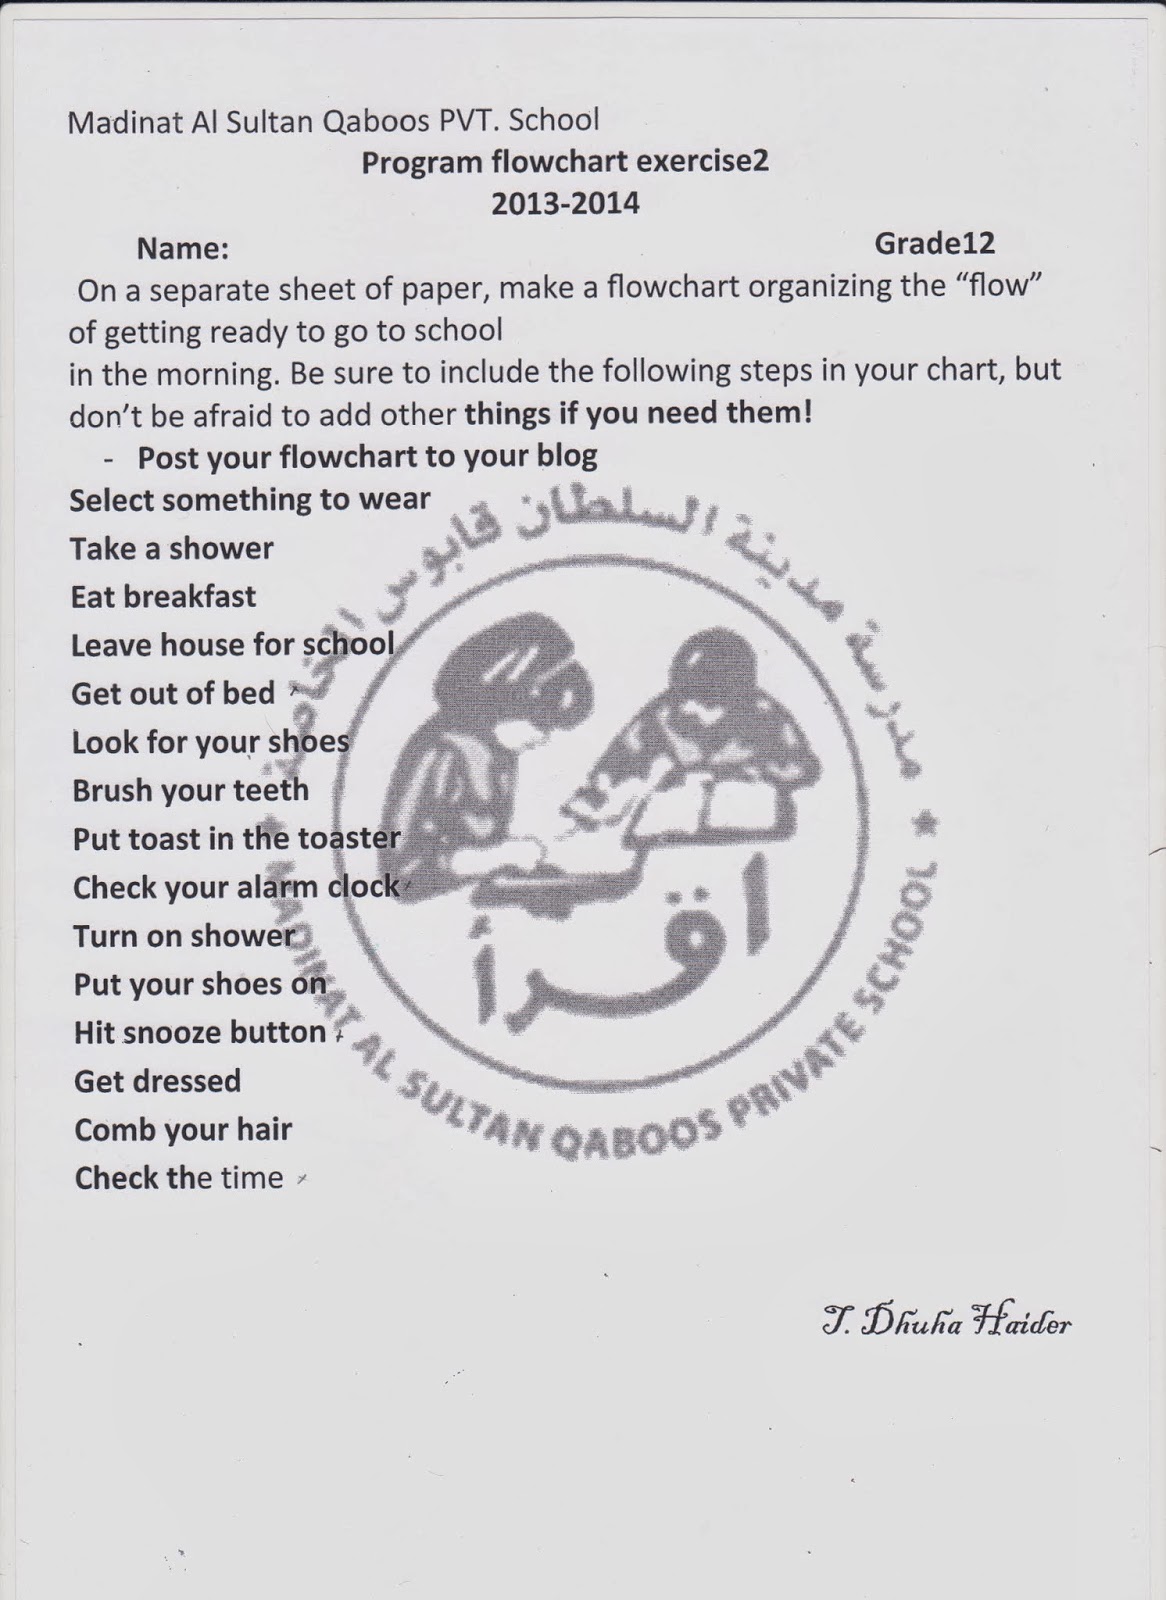 Madinat Al Sultan Qaboos PVT. School
Program flowchart exercise2
2013-2014
Name: Grade12
On a separate sheet of paper, make a flowchart organizing the “flow”
of getting ready to go to school
in the morning. Be sure to include the following steps in your chart, but
don’t be afraid to add other things if you need them!
- Post your flowchart to your blog
Select something to wear
Take a shower
Eat breakfast
Leave house for school
Get out of bed
Look for your shoes
Brush your teeth
Put toast in the toaster
Check your alarm clock
Turn on shower
Put your shoes on
Hit snooze button
Get dressed
Comb your hair
Check the time
مدرسة مدينة السلطان قابوس الخاصة
اقرأ
MADINAT AL SULTAN QABOOS PRIVATE SCHOOL
T. Dhuha Haider